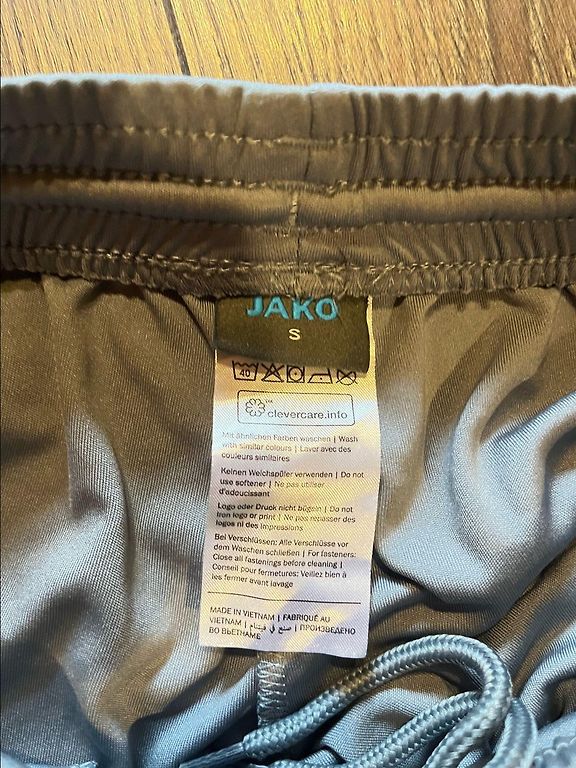 JAKO
S
40
clevercare.info
Mit ähnlichen Farben waschen | Wash
with similar colours | Laver avec des
couleurs similaires
Keinen Weichspüler verwenden | Do not
use softener | Ne pas utiliser
d'adoucissant
Logo oder Druck nicht bügeln | Do not
iron logo or print | Ne pas repasser des
logos ni des impressions
Bei Verschlüssen: Alle Verschlüsse vor
dem Waschen schließen | For fasteners:
Close all fastenings before cleaning |
Conseil pour fermetures: Veillez bien à
les fermer avant lavage
MADE IN VIETNAM | FABRIQUÉ AU
VIETNAM | صنع في فيتنام | ПРОИЗВЕДЕНО
ВО ВЬЕТНАМЕ